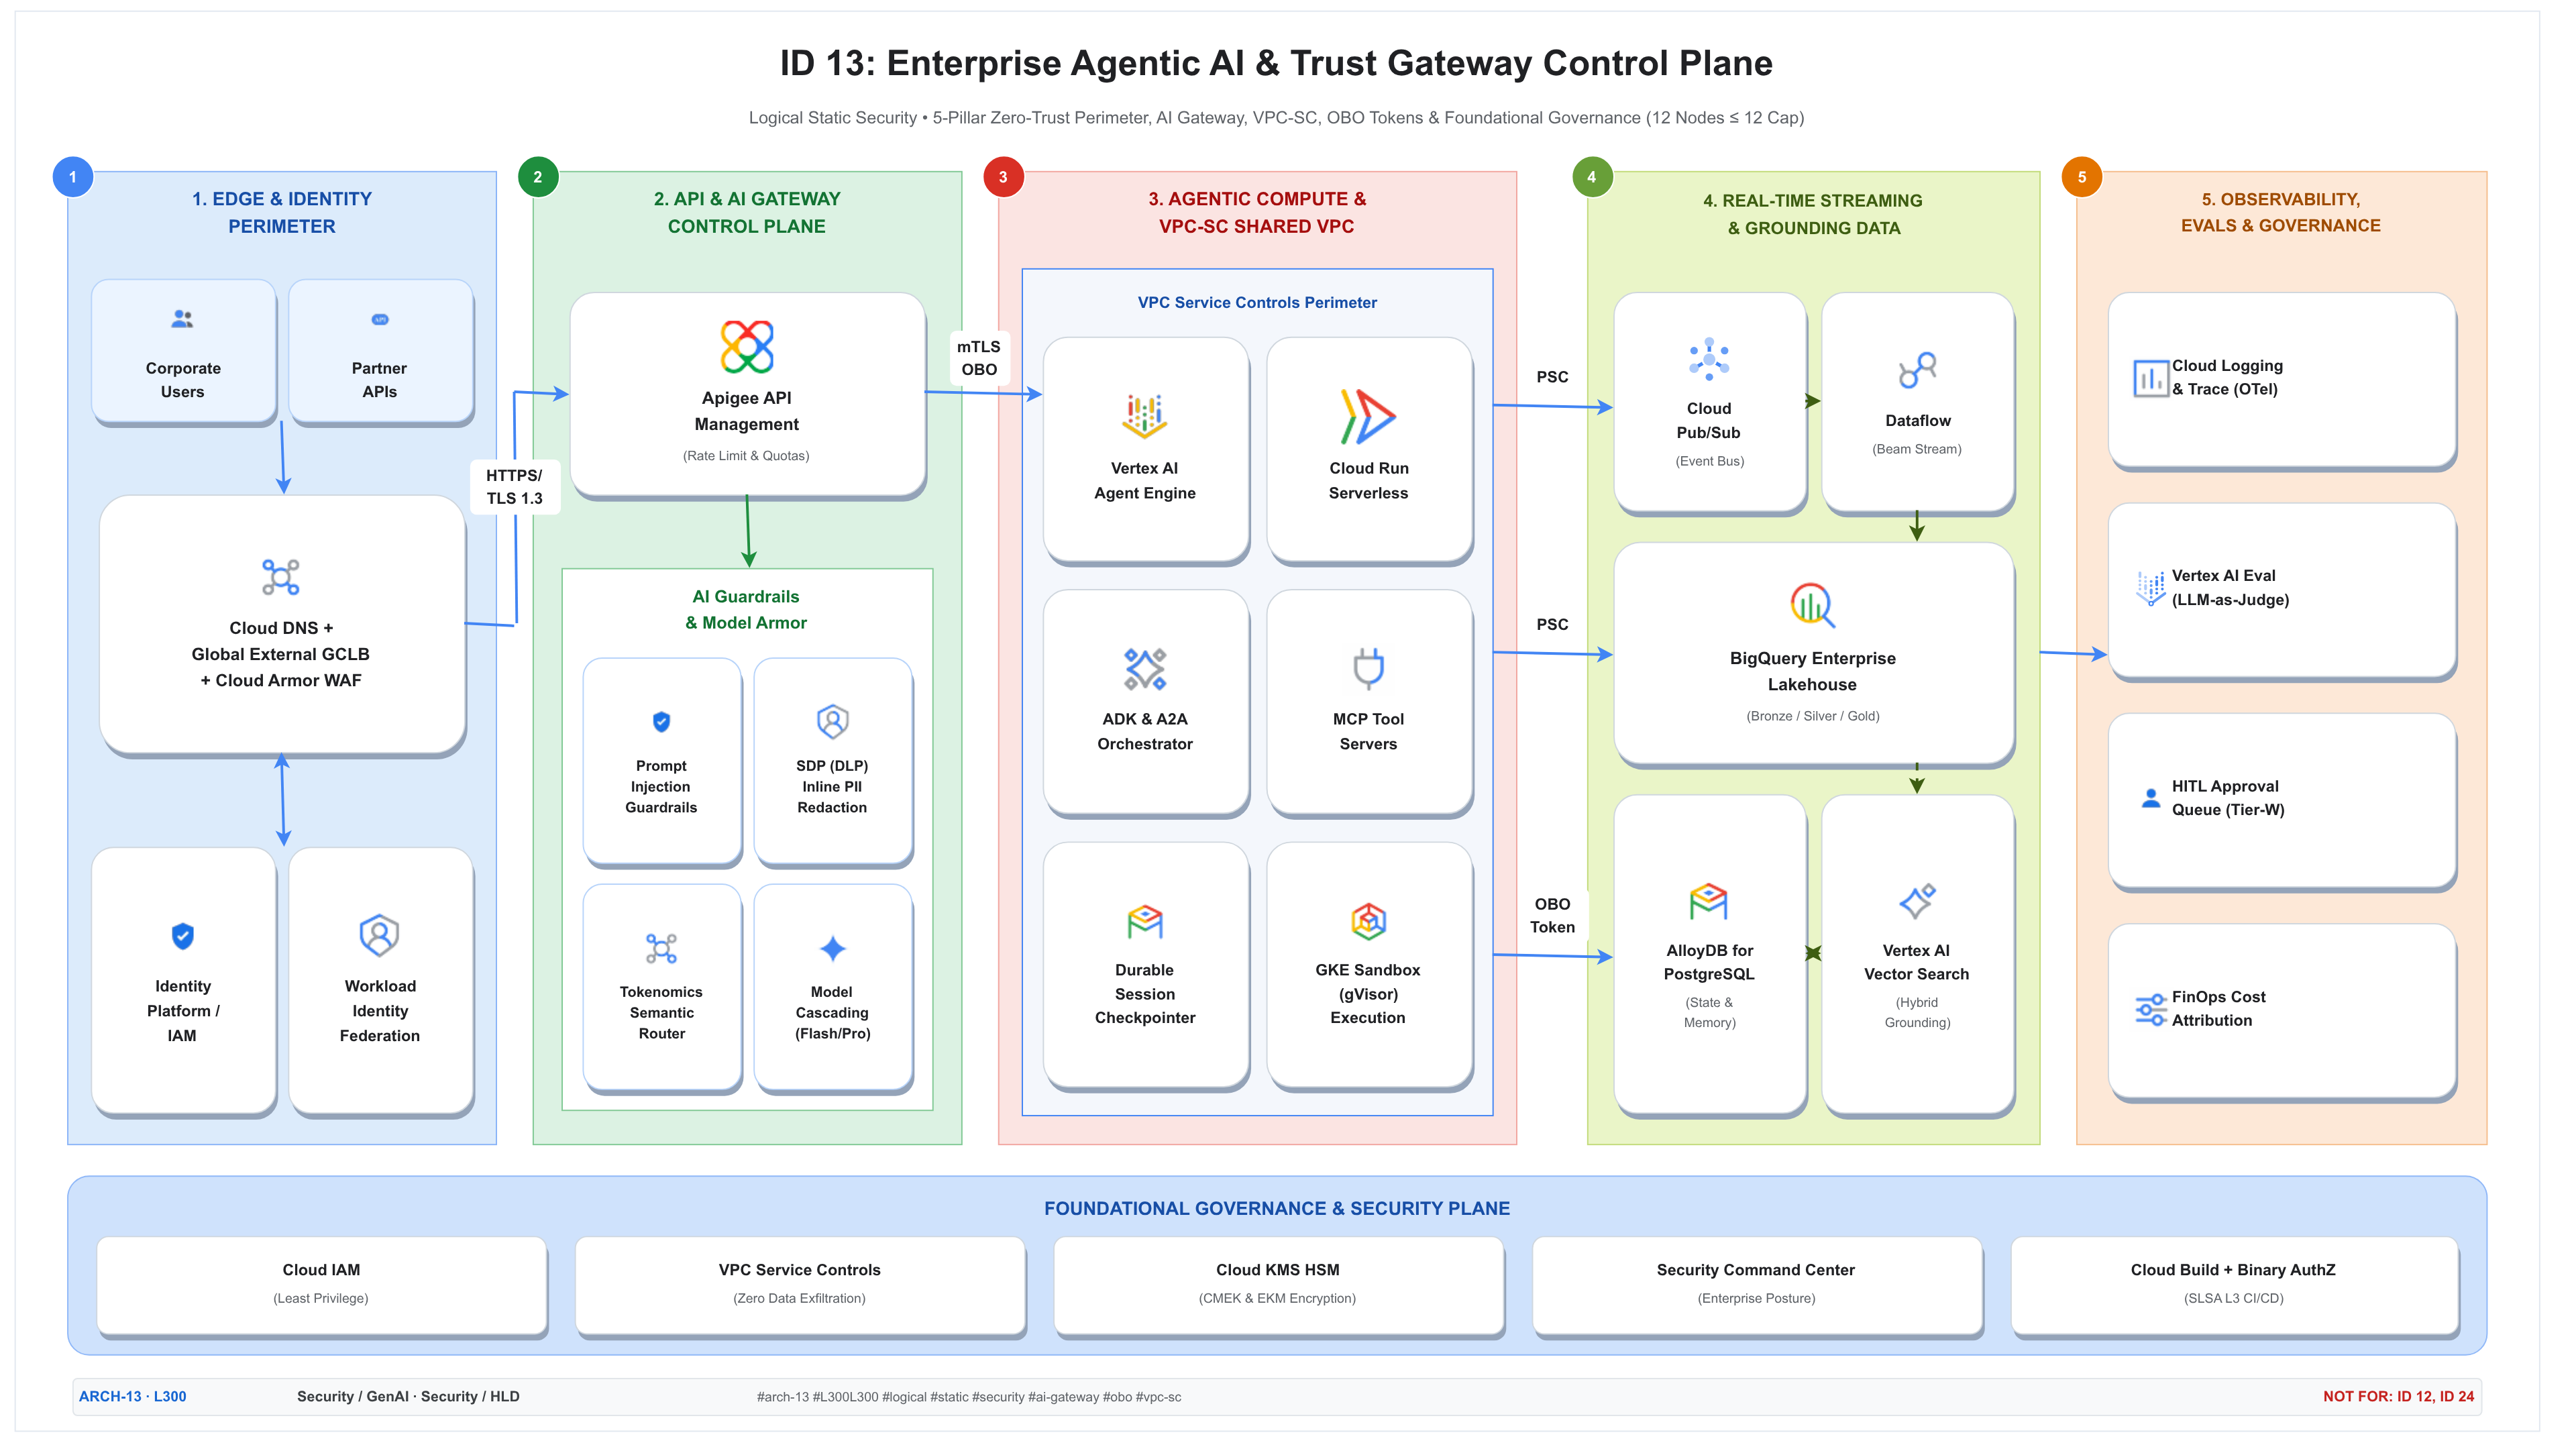 ID 13: Enterprise Agentic AI & Trust Gateway Control Plane
Logical Static Security • 5-Pillar Zero-Trust Perimeter, AI Gateway, VPC-SC, OBO Tokens & Foundational Governance (12 Nodes ≤ 12 Cap)
1
1. EDGE & IDENTITY
PERIMETER
Corporate
Users
API
Partner
APIs
Cloud DNS +
Global External GCLB
+ Cloud Armor WAF
Identity
Platform /
IAM
Workload
Identity
Federation
HTTPS/
TLS 1.3
2
2. API & AI GATEWAY
CONTROL PLANE
Apigee API
Management
(Rate Limit & Quotas)
AI Guardrails
& Model Armor
Prompt
Injection
Guardrails
SDP (DLP)
Inline PII
Redaction
Tokenomics
Semantic
Router
Model
Cascading
(Flash/Pro)
mTLS
OBO
3
3. AGENTIC COMPUTE &
VPC-SC SHARED VPC
VPC Service Controls Perimeter
Vertex AI
Agent Engine
Cloud Run
Serverless
ADK & A2A
Orchestrator
MCP Tool
Servers
Durable
Session
Checkpointer
GKE Sandbox
(gVisor)
Execution
PSC
PSC
OBO
Token
4
4. REAL-TIME STREAMING
& GROUNDING DATA
Cloud
Pub/Sub
(Event Bus)
Dataflow
(Beam Stream)
BigQuery Enterprise
Lakehouse
(Bronze / Silver / Gold)
AlloyDB for
PostgreSQL
(State &
Memory)
Vertex AI
Vector Search
(Hybrid
Grounding)
5
5. OBSERVABILITY,
EVALS & GOVERNANCE
Cloud Logging
& Trace (OTel)
Vertex AI Eval
(LLM-as-Judge)
HITL Approval
Queue (Tier-W)
FinOps Cost
Attribution
FOUNDATIONAL GOVERNANCE & SECURITY PLANE
Cloud IAM
(Least Privilege)
VPC Service Controls
(Zero Data Exfiltration)
Cloud KMS HSM
(CMEK & EKM Encryption)
Security Command Center
(Enterprise Posture)
Cloud Build + Binary AuthZ
(SLSA L3 CI/CD)
ARCH-13 · L300
Security / GenAI · Security / HLD
#arch-13 #L300L300 #logical #static #security #ai-gateway #obo #vpc-sc
NOT FOR: ID 12, ID 24